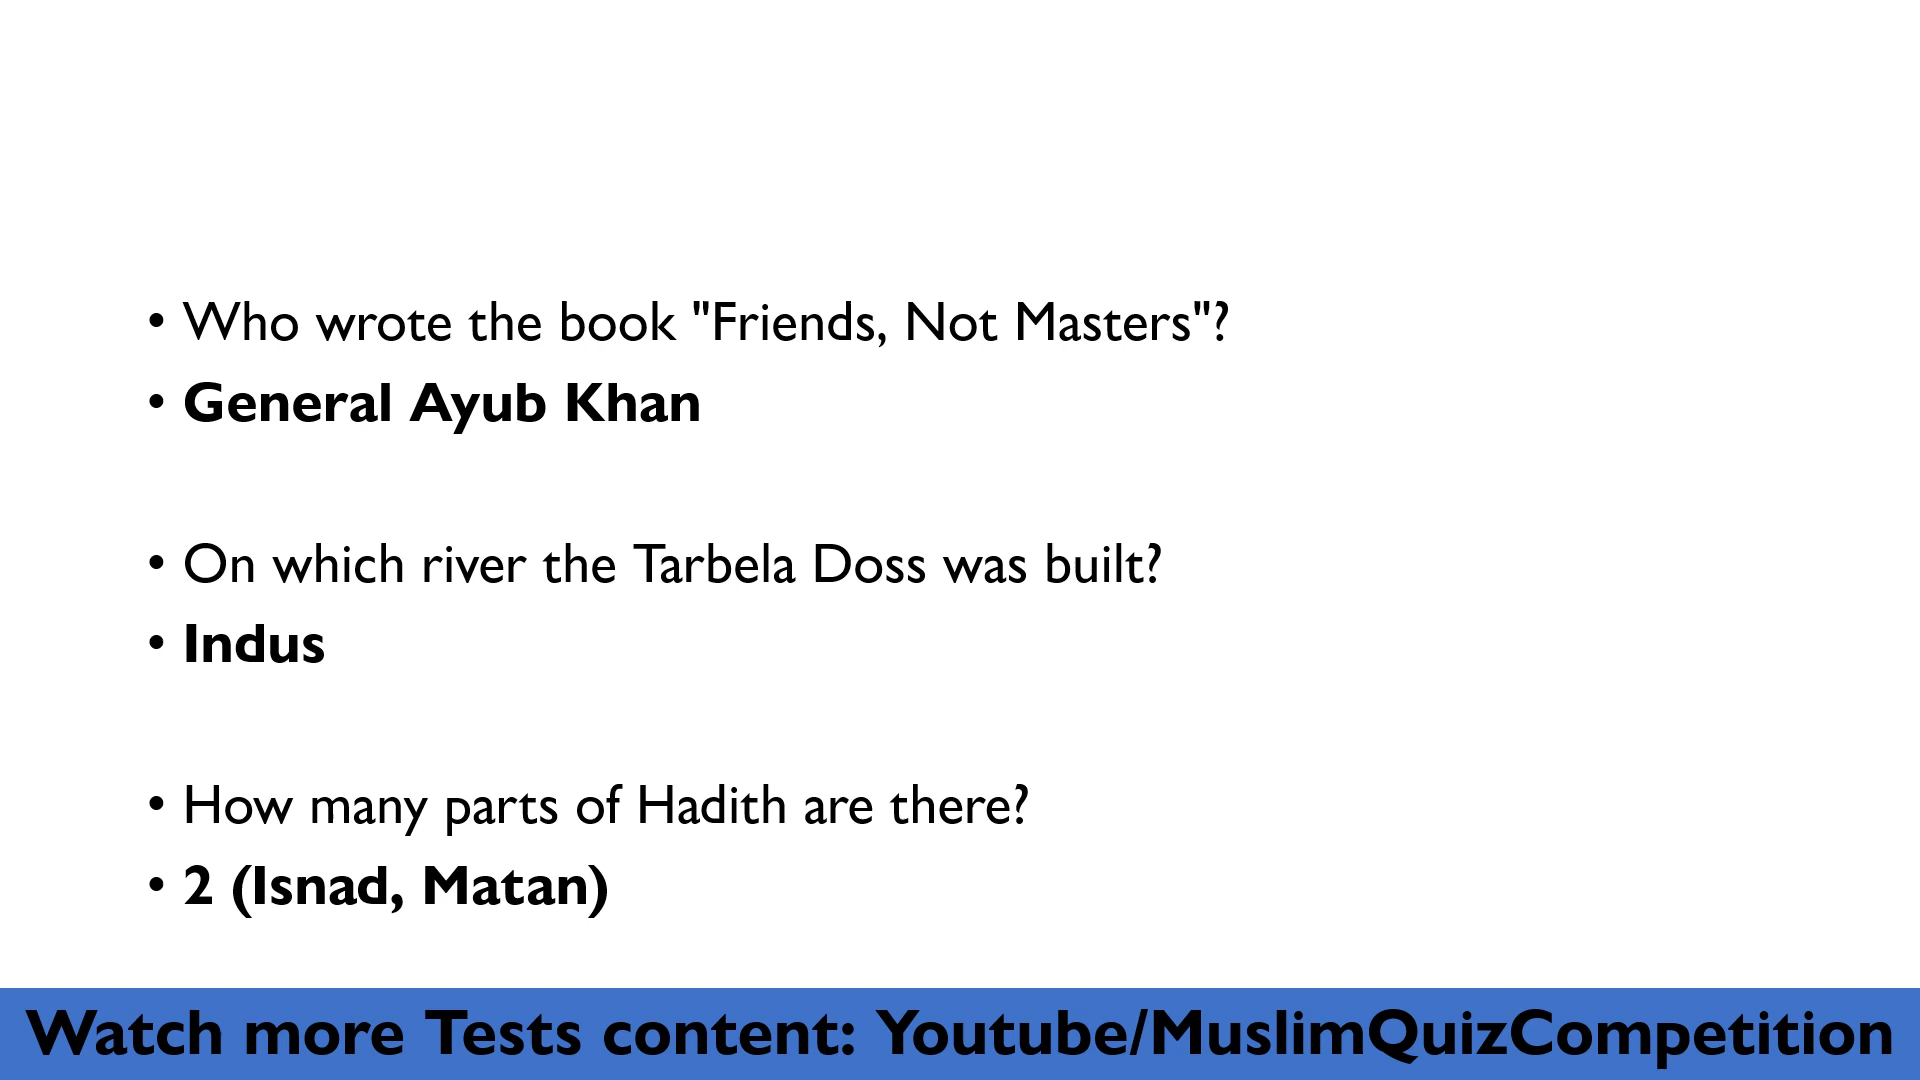 • Who wrote the book "Friends, Not Masters"?
• General Ayub Khan
• On which river the Tarbela Doss was built?
• Indus
• How many parts of Hadith are there?
• 2 (Isnad, Matan)
Watch more Tests content: Youtube/MuslimQuizCompetition